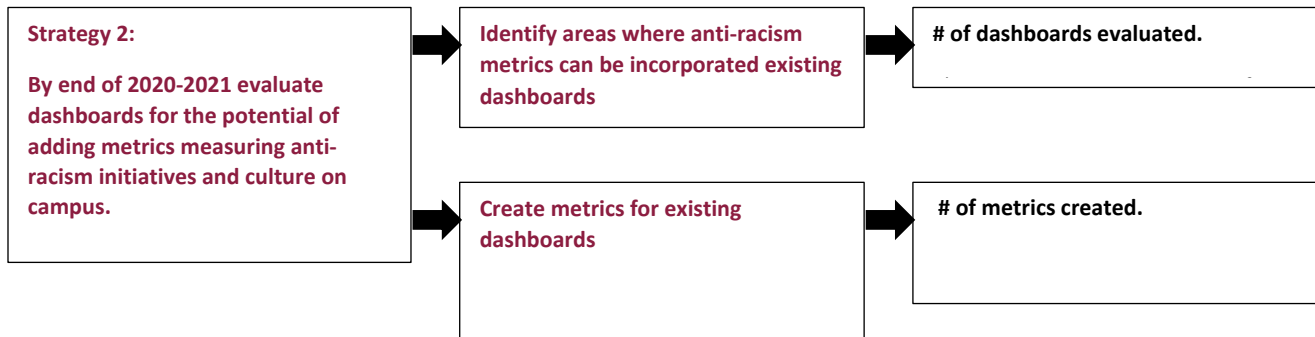 Strategy 2:
By end of 2020-2021 evaluate
dashboards for the potential of
adding metrics measuring anti-
racism initiatives and culture on
campus.
Identify areas where anti-racism
metrics can be incorporated existing
dashboards
# of dashboards evaluated.
Create metrics for existing
dashboards
# of metrics created.